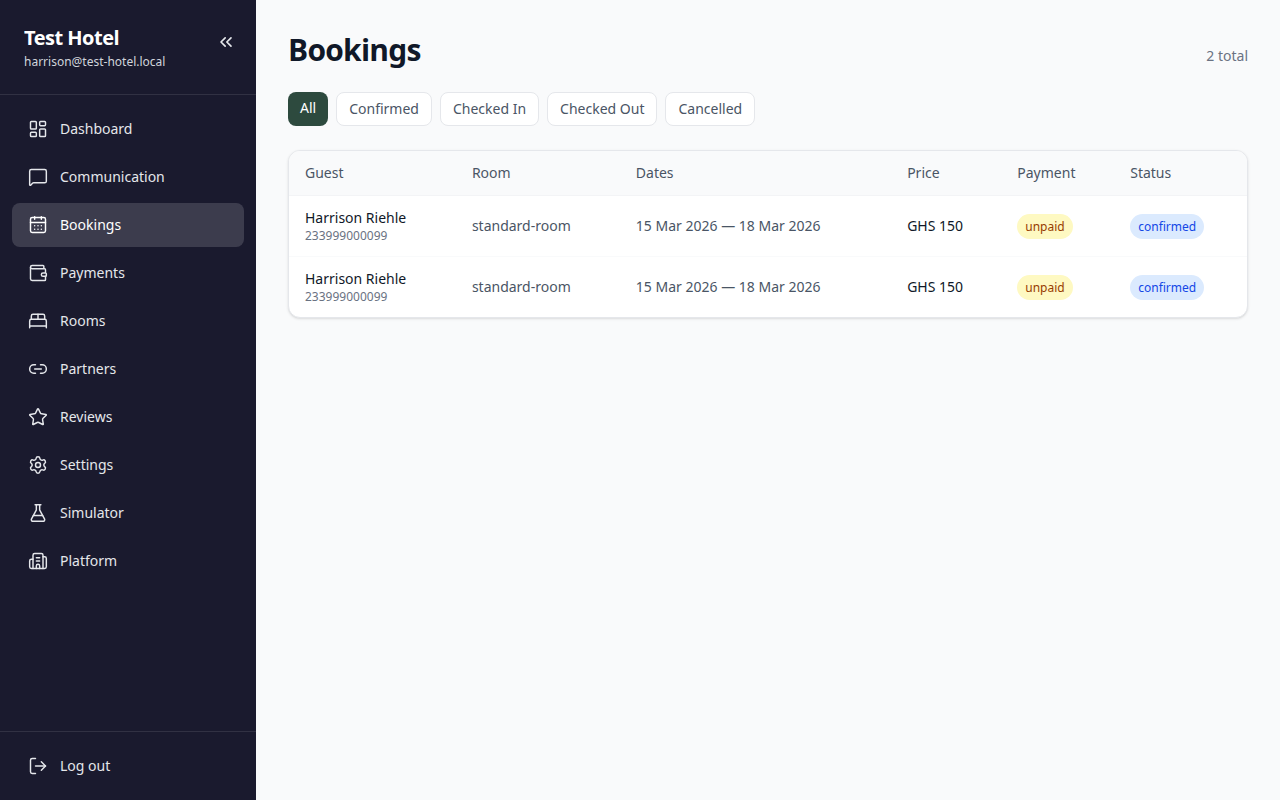 Test Hotel
harrison@test-hotel.local
Dashboard
Communication
Bookings
Payments
Rooms
Partners
Reviews
Settings
Simulator
Platform
Log out
Bookings
2 total
All Confirmed Checked In Checked Out Cancelled
Guest Room Dates Price Payment Status
Harrison Riehle
233999000099
standard-room 15 Mar 2026 — 18 Mar 2026 GHS 150 unpaid confirmed
Harrison Riehle
233999000099
standard-room 15 Mar 2026 — 18 Mar 2026 GHS 150 unpaid confirmed